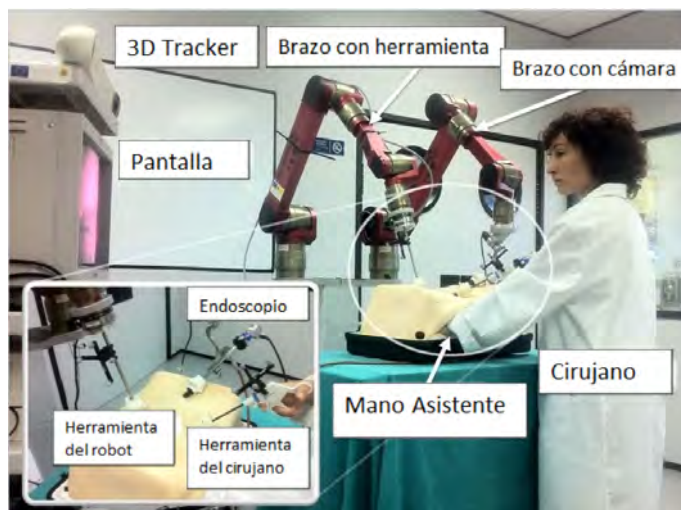 3D Tracker
Brazo con herramienta
Brazo con cámara
Pantalla
Endoscopio
Cirujano
Mano Asistente
Herramienta
del robot
Herramienta
del cirujano